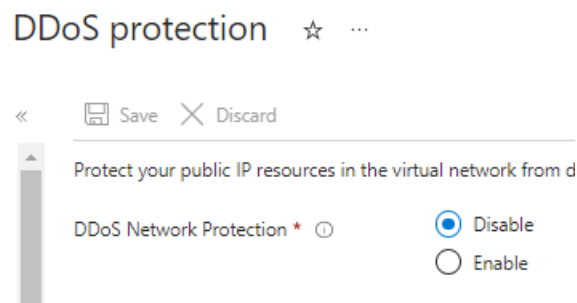 DDoS protection
Save Discard
Protect your public IP resources in the virtual network from
DDoS Network Protection *
Disable
Enable